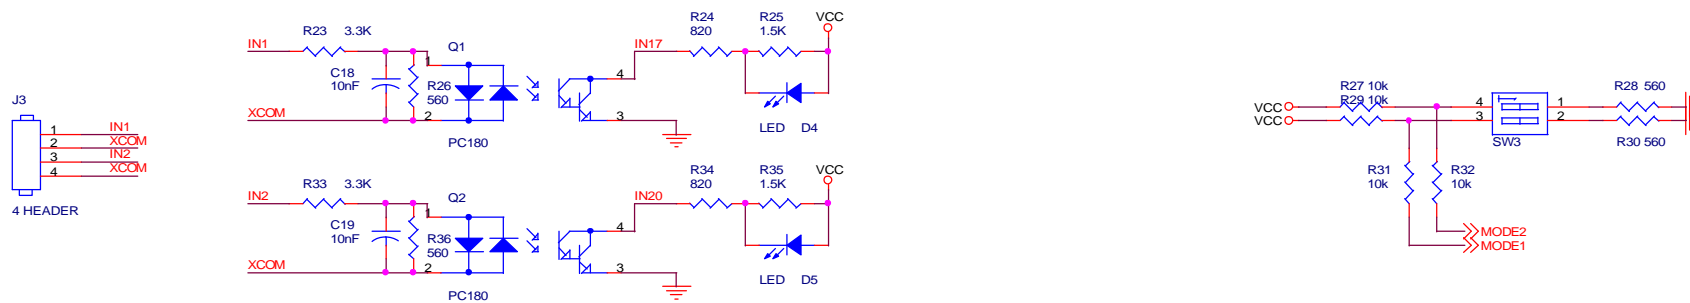 J3
1
2
3
4
IN1
XCOM
IN2
XCOM
4 HEADER
IN1
R23 3.3K
C18
10nF
R26
560
XCOM
Q1
1
2
PC180
4
3
IN17
R24
820
R25
1.5K
VCC
LED D4
IN2
R33 3.3K
C19
10nF
R36
560
XCOM
Q2
1
2
PC180
4
3
IN20
R34
820
R35
1.5K
VCC
LED D5
R27 10k
R29 10k
VCC
VCC
4
3
1
2
SW3
R28 560
R30 560
R31
10k
R32
10k
MODE2
MODE1